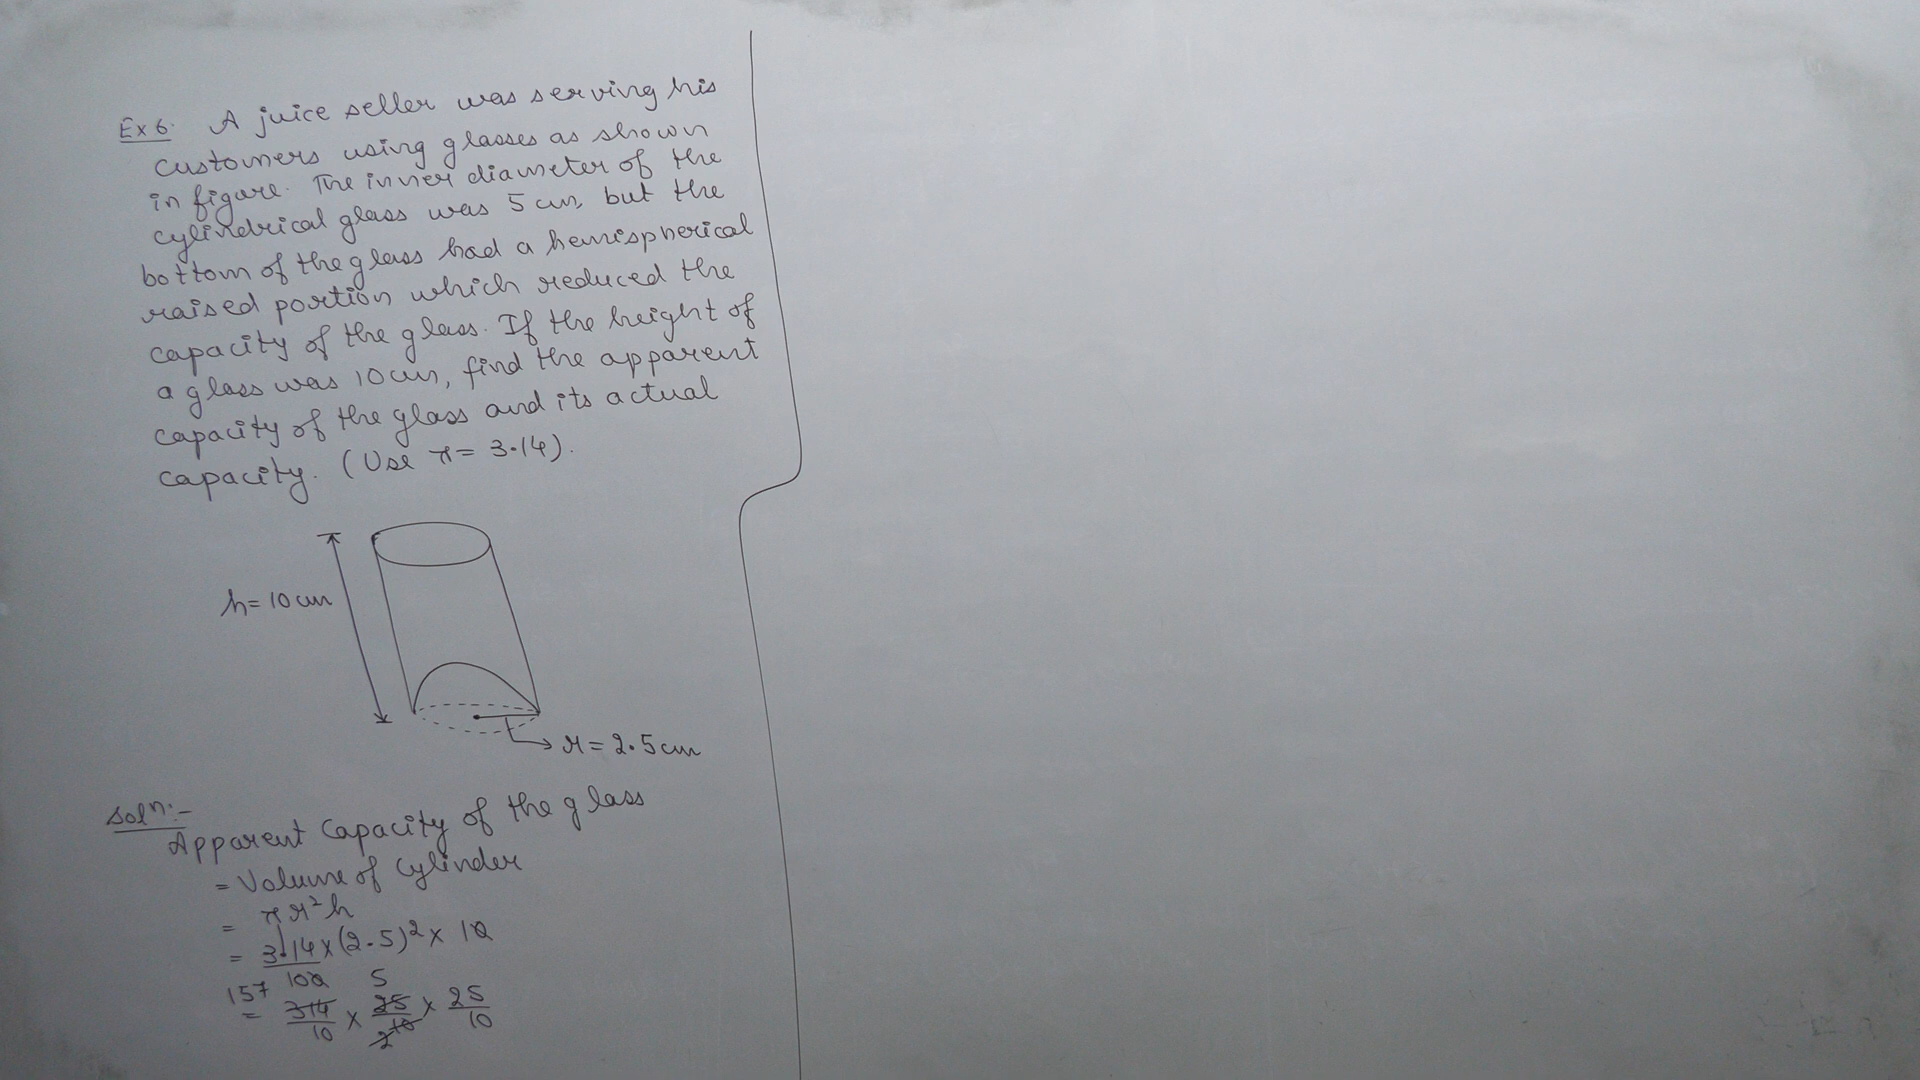 Ex 6. A juice seller was serving his
customers using glasses as shown
in figure. The inner diameter of the
cylindrical glass was 5 cm, but the
bottom of the glass had a hemispherical
raised portion which reduced the
capacity of the glass. If the height of
a glass was 10 cm, find the apparent
capacity of the glass and its actual
capacity. (Use π = 3.14).
h = 10 cm
r = 2.5 cm
Solⁿ:-
Apparent Capacity of the glass
= Volume of cylinder
= πr²h
= 3.14 × (2.5)² × 10
100
157 5
= 314/10 × 25/10 × 25/10
2